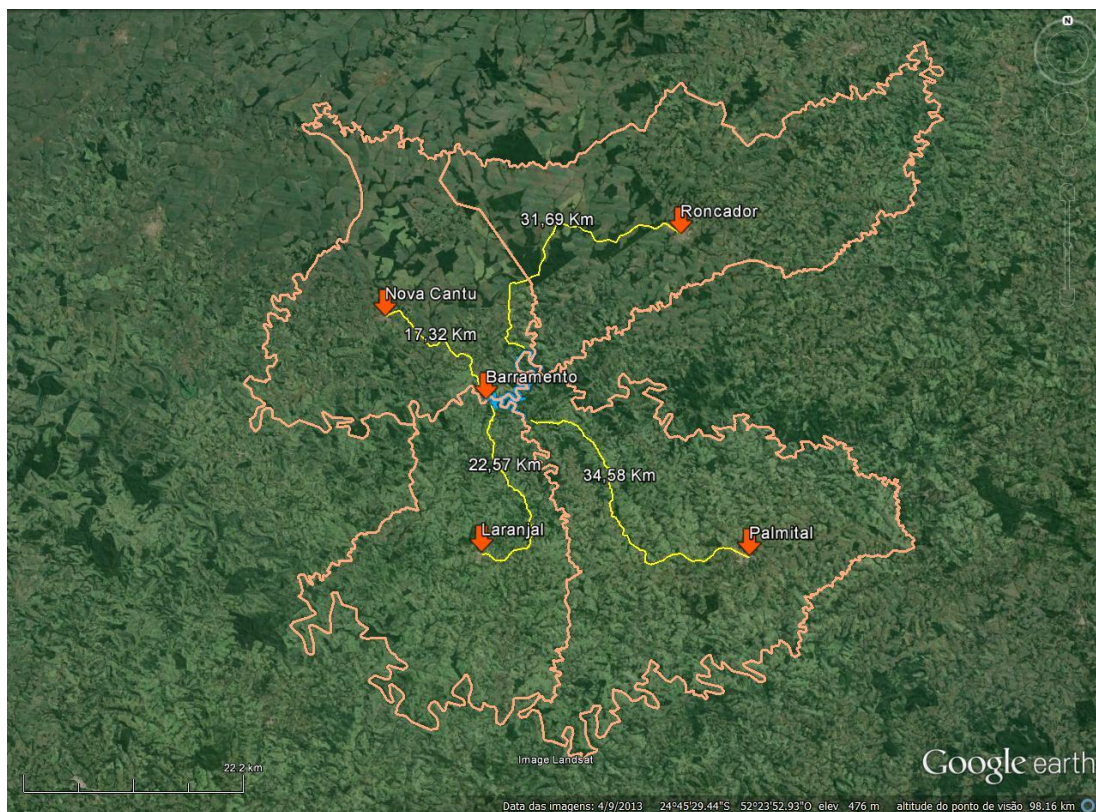 N
Roncador
31,69 Km
Nova Cantu
17,32 Km
Barramento
22,57 Km
34,58 Km
Laranjal
Palmital
Image Landsat
22.2 km
Google earth
Data das imagens: 4/9/2013 24°45'29.44"S 52°23'52.93"O elev 476 m altitude do ponto de visão 98.16 km